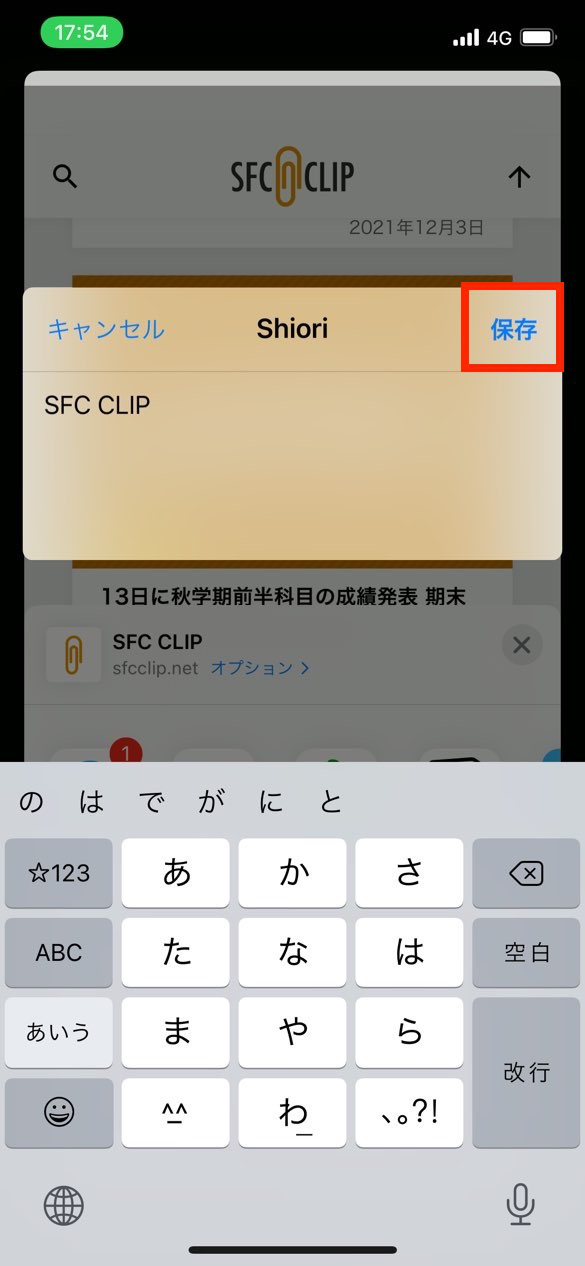 17:54
4G
SFC CLIP
2021年12月3日
キャンセル
Shiori
保存
SFC CLIP
13日に秋学期前半科目の成績発表 期末
SFC CLIP
sfcclip.net オプション >
1
の は で が に と
☆123 あ か さ
ABC た な は 空白
あいう ま や ら
改行
^^ わ 、。?!